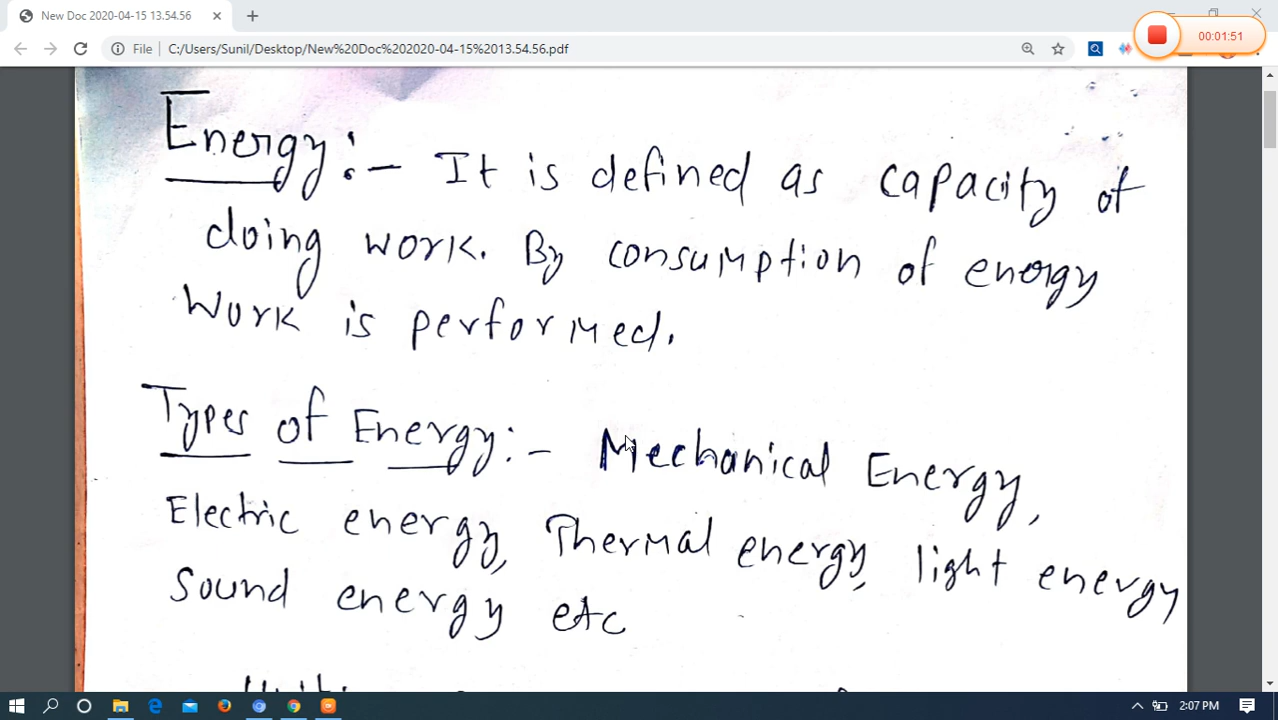 New Doc 2020-04-15 13.54.56
00:01:51
File
C:/Users/Sunil/Desktop/New%20Doc%202020-04-15%2013.54.56.pdf
Energy:- It is defined as capacity of
doing work. By consumption of energy
Work is performed.
Types of Energy:- Mechanical Energy,
Electric energy, Thermal energy, light energy
Sound energy etc
2:07 PM